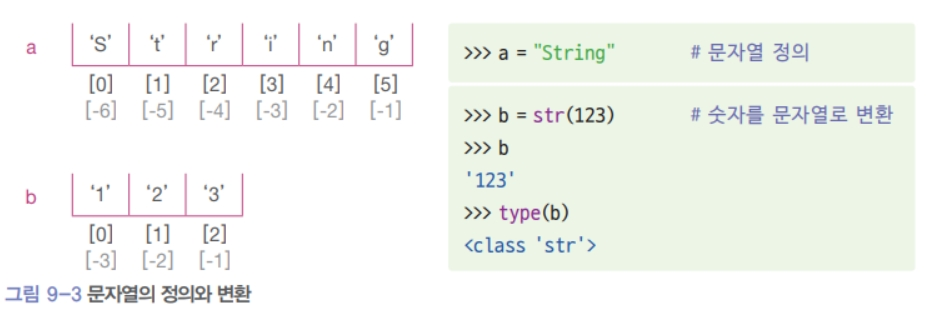 a ‘S’ ‘t’ ‘r’ ‘i’ ‘n’ ‘g’
[0] [1] [2] [3] [4] [5]
[-6] [-5] [-4] [-3] [-2] [-1]
b ‘1’ ‘2’ ‘3’
[0] [1] [2]
[-3] [-2] [-1]
그림 9-3 문자열의 정의와 변환
>>> a = "String" # 문자열 정의
>>> b = str(123) # 숫자를 문자열로 변환
>>> b
'123'
>>> type(b)
<class 'str'>